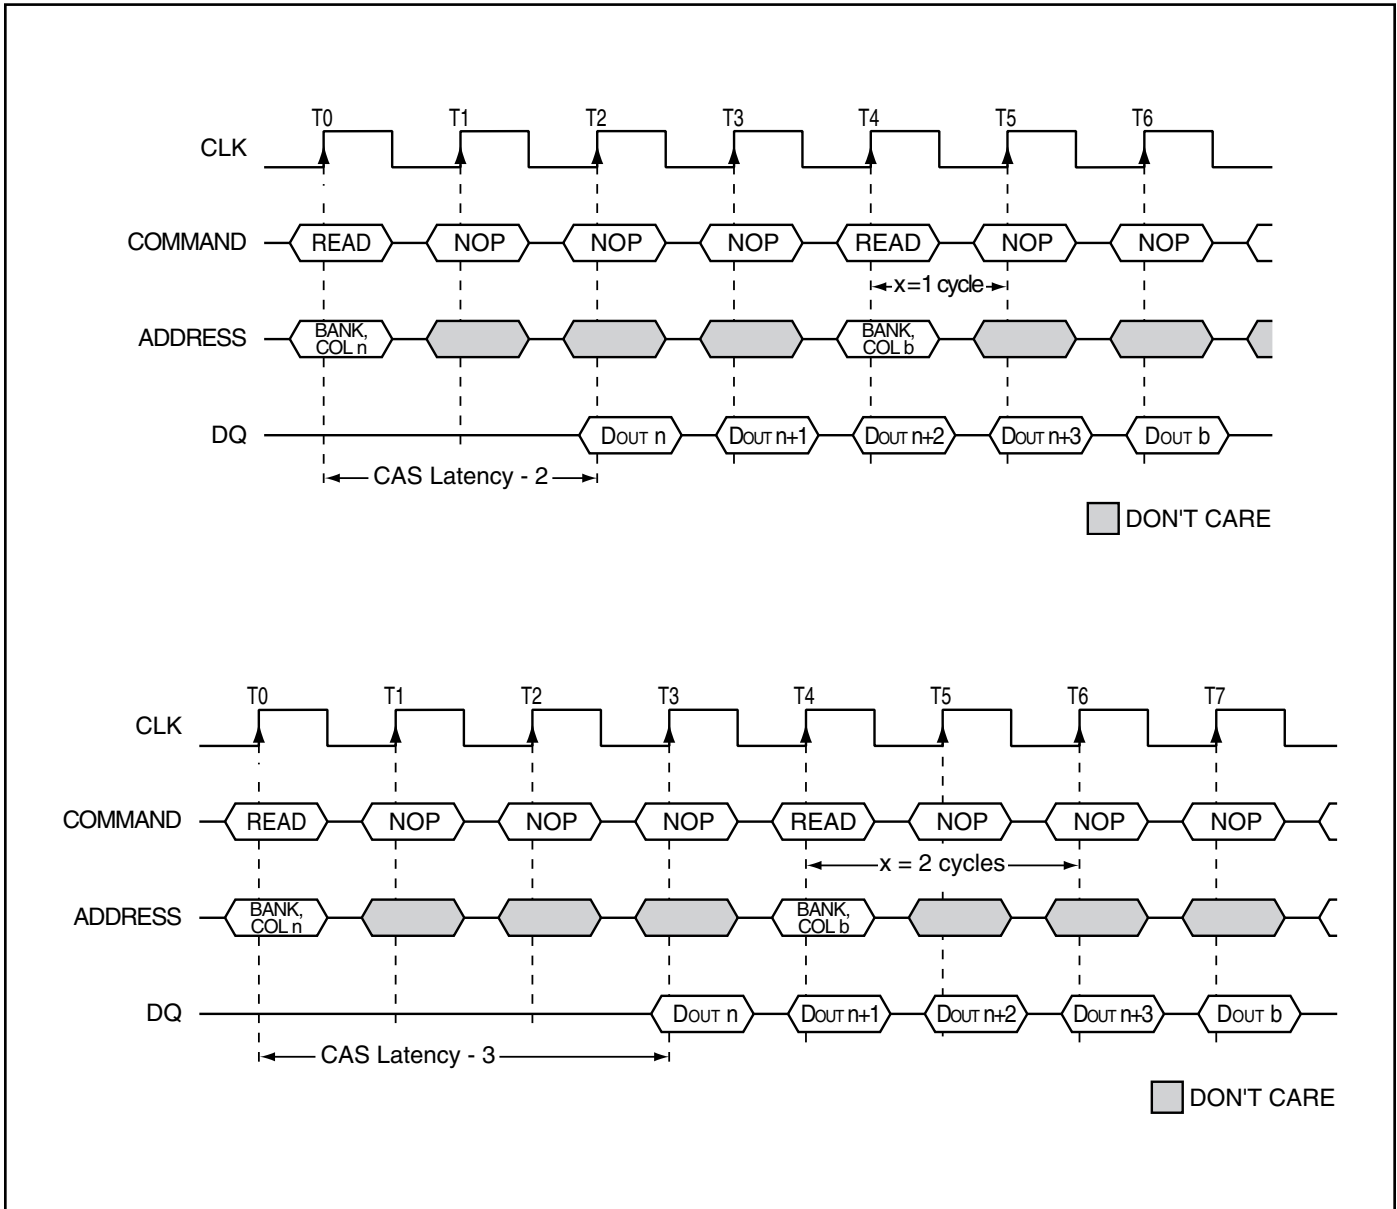 T0 T1 T2 T3 T4 T5 T6
CLK
COMMAND READ NOP NOP NOP READ NOP NOP
x=1 cycle
ADDRESS BANK, COL n BANK, COL b
DQ DOUT n DOUT n+1 DOUT n+2 DOUT n+3 DOUT b
CAS Latency - 2
DON'T CARE
T0 T1 T2 T3 T4 T5 T6 T7
CLK
COMMAND READ NOP NOP NOP READ NOP NOP NOP
x = 2 cycles
ADDRESS BANK, COL n BANK, COL b
DQ DOUT n DOUT n+1 DOUT n+2 DOUT n+3 DOUT b
CAS Latency - 3
DON'T CARE